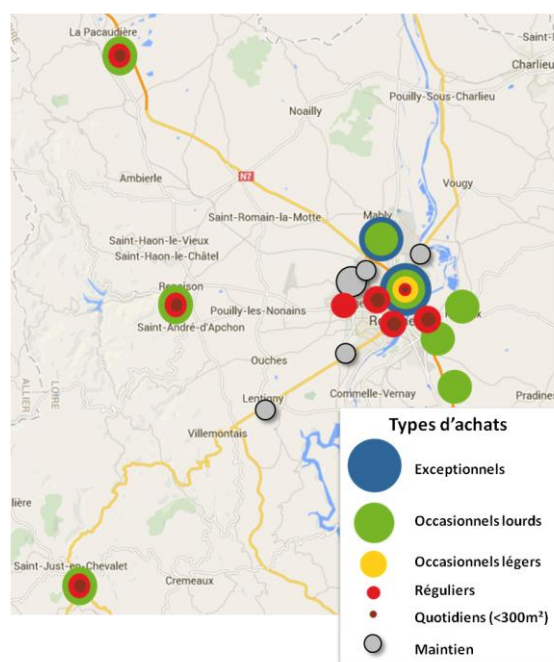 La Pacaudière
Charlieu
Pouilly-Sous-Charlieu
Noailly
Ambierle
N7
Vougy
Saint-Romain-la-Motte
Mably
Saint-Haon-le-Vieux
Saint-Haon-le-Châtel
Pouilly-les-Nonains
Saint-André-d'Apchon
Ouches
ALLIER
LOIRE
Lentigny
Commelle-Vernay
Pradines
Villemontais
Saint-Just-en-Chevalet
Cremeaux
Types d'achats
Exceptionnels
Occasionnels lourds
Occasionnels légers
Réguliers
Quotidiens (<300m²)
Maintien